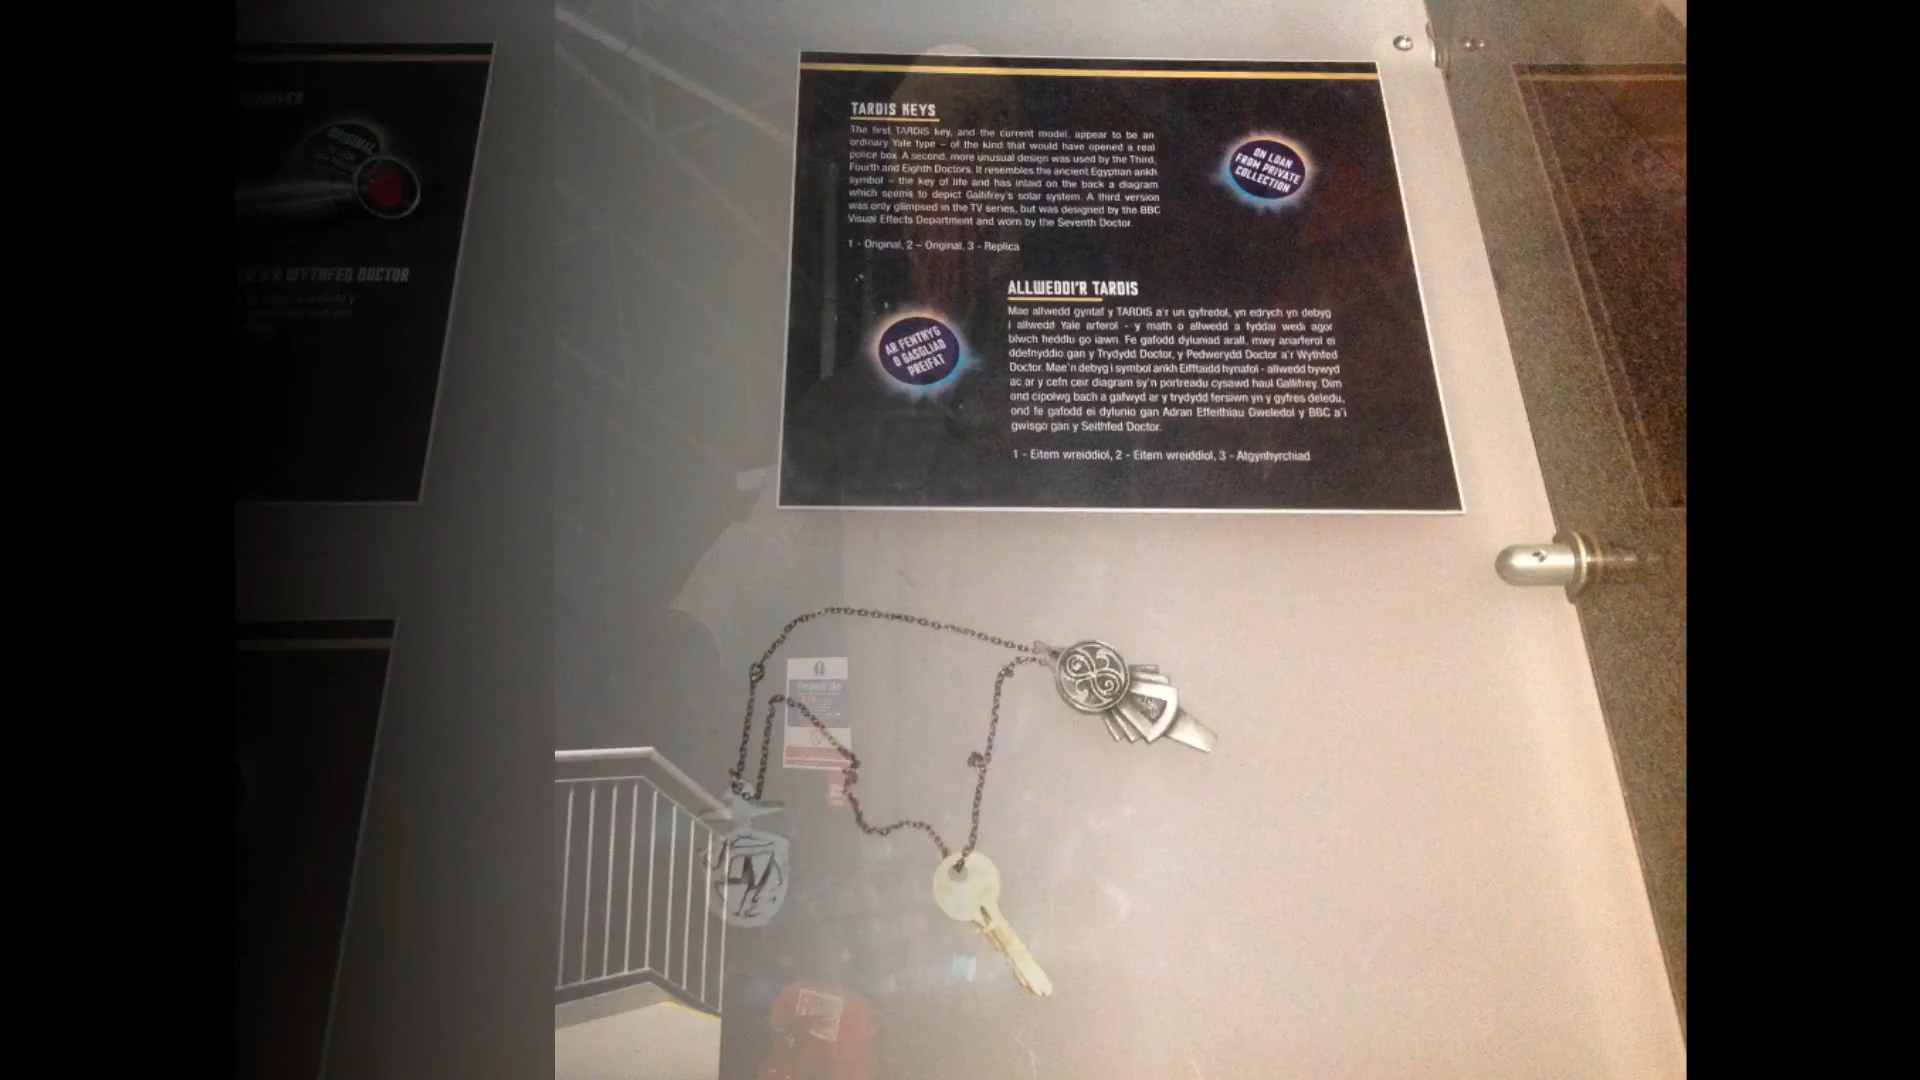 TARDIS KEYS
The first TARDIS key, and the current model, appear to be an
ordinary Yale type – of the kind that would have opened a real
police box. A second, more unusual design was used by the Third,
Fourth and Eighth Doctors. It resembles the ancient Egyptian ankh
symbol – the key of life and has inlaid on the back a diagram
which seems to depict Gallifrey's solar system. A third version
was only glimpsed in the TV series, but was designed by the BBC
Visual Effects Department and worn by the Seventh Doctor.
1 - Original, 2 – Original, 3 - Replica
ON LOAN
FROM PRIVATE
COLLECTION
ALLWEDDI'R TARDIS
Mae allwedd gyntaf y TARDIS a'r un gyfredol, yn edrych yn debyg
i allwedd Yale arferol - y math o allwedd a fyddai wedi agor
blwch heddlu go iawn. Fe gafodd dyluniad arall, mwy anarferol ei
ddefnyddio gan y Trydydd Doctor, y Pedwerydd Doctor a'r Wythfed
Doctor. Mae'n debyg i symbol ankh Eifftaidd hynafol - allwedd bywyd
ac ar y cefn ceir diagram sy'n portreadu cysawd haul Gallifrey. Dim
ond cipolwg bach a gafwyd ar y trydydd fersiwn yn y gyfres deledu,
ond fe gafodd ei dylunio gan Adran Effeithiau Gweledol y BBC a'i
gwisgo gan y Seithfed Doctor.
1 - Eitem wreiddiol, 2 - Eitem wreiddiol, 3 - Atgynhyrchiad
AR FENTHYG
O GASGLIAD
PREIFAT
ORIGINAL
WYTHFED DOCTOR